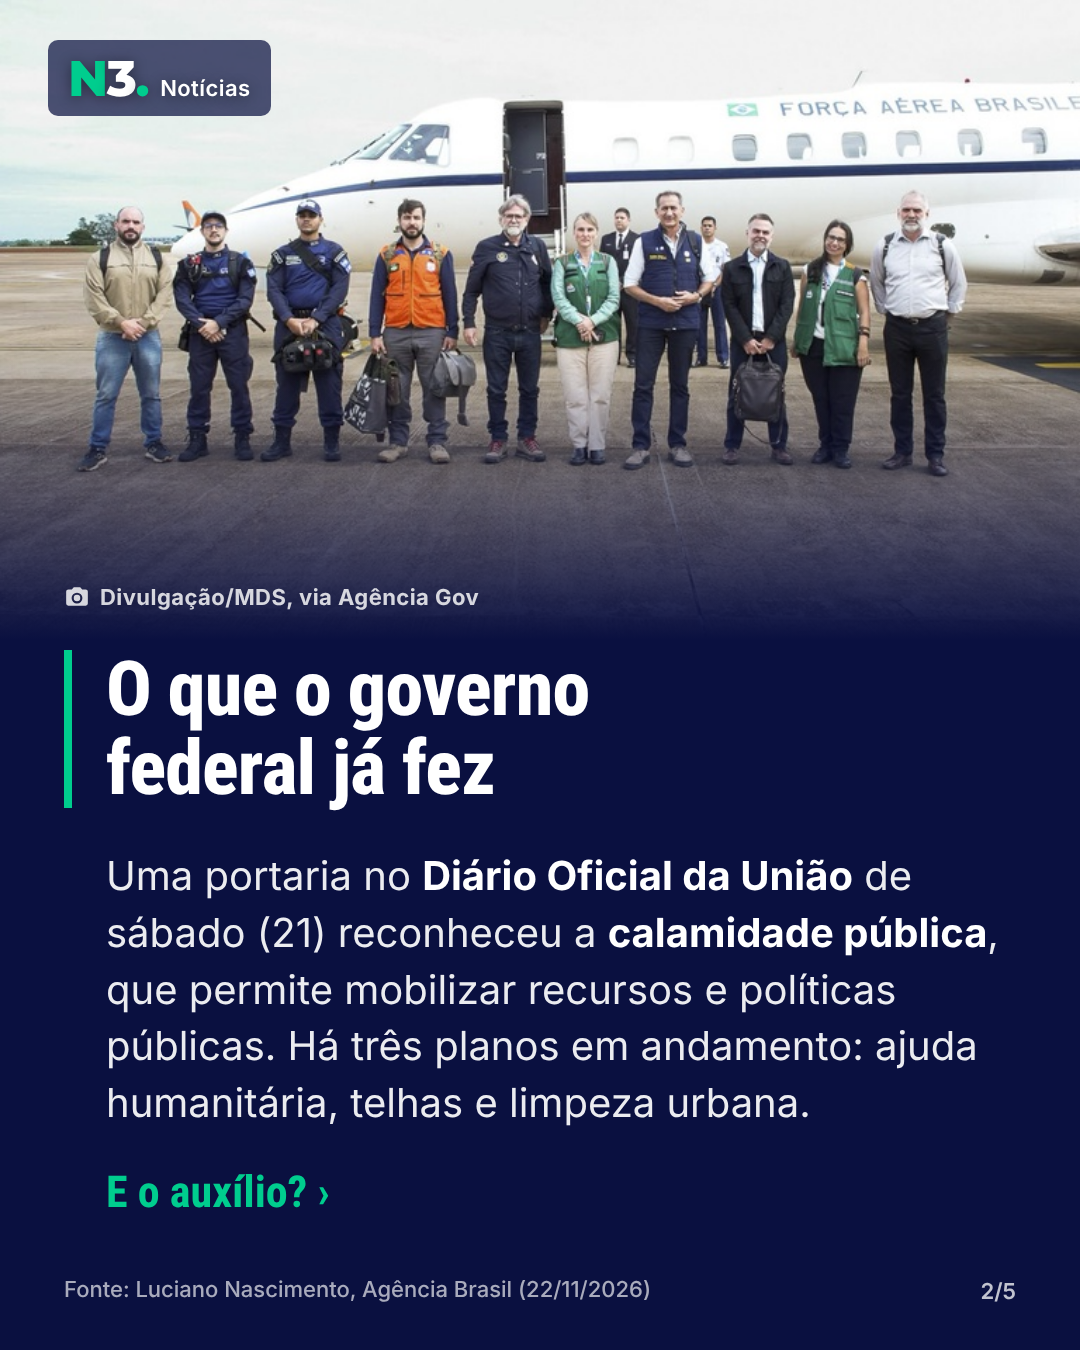 N3. Notícias
FORÇA AÉREA BRASILE
Divulgação/MDS, via Agência Gov
O que o governo
federal já fez
Uma portaria no Diário Oficial da União de
sábado (21) reconheceu a calamidade pública,
que permite mobilizar recursos e políticas
públicas. Há três planos em andamento: ajuda
humanitária, telhas e limpeza urbana.
E o auxílio? ›
Fonte: Luciano Nascimento, Agência Brasil (22/11/2026)
2/5